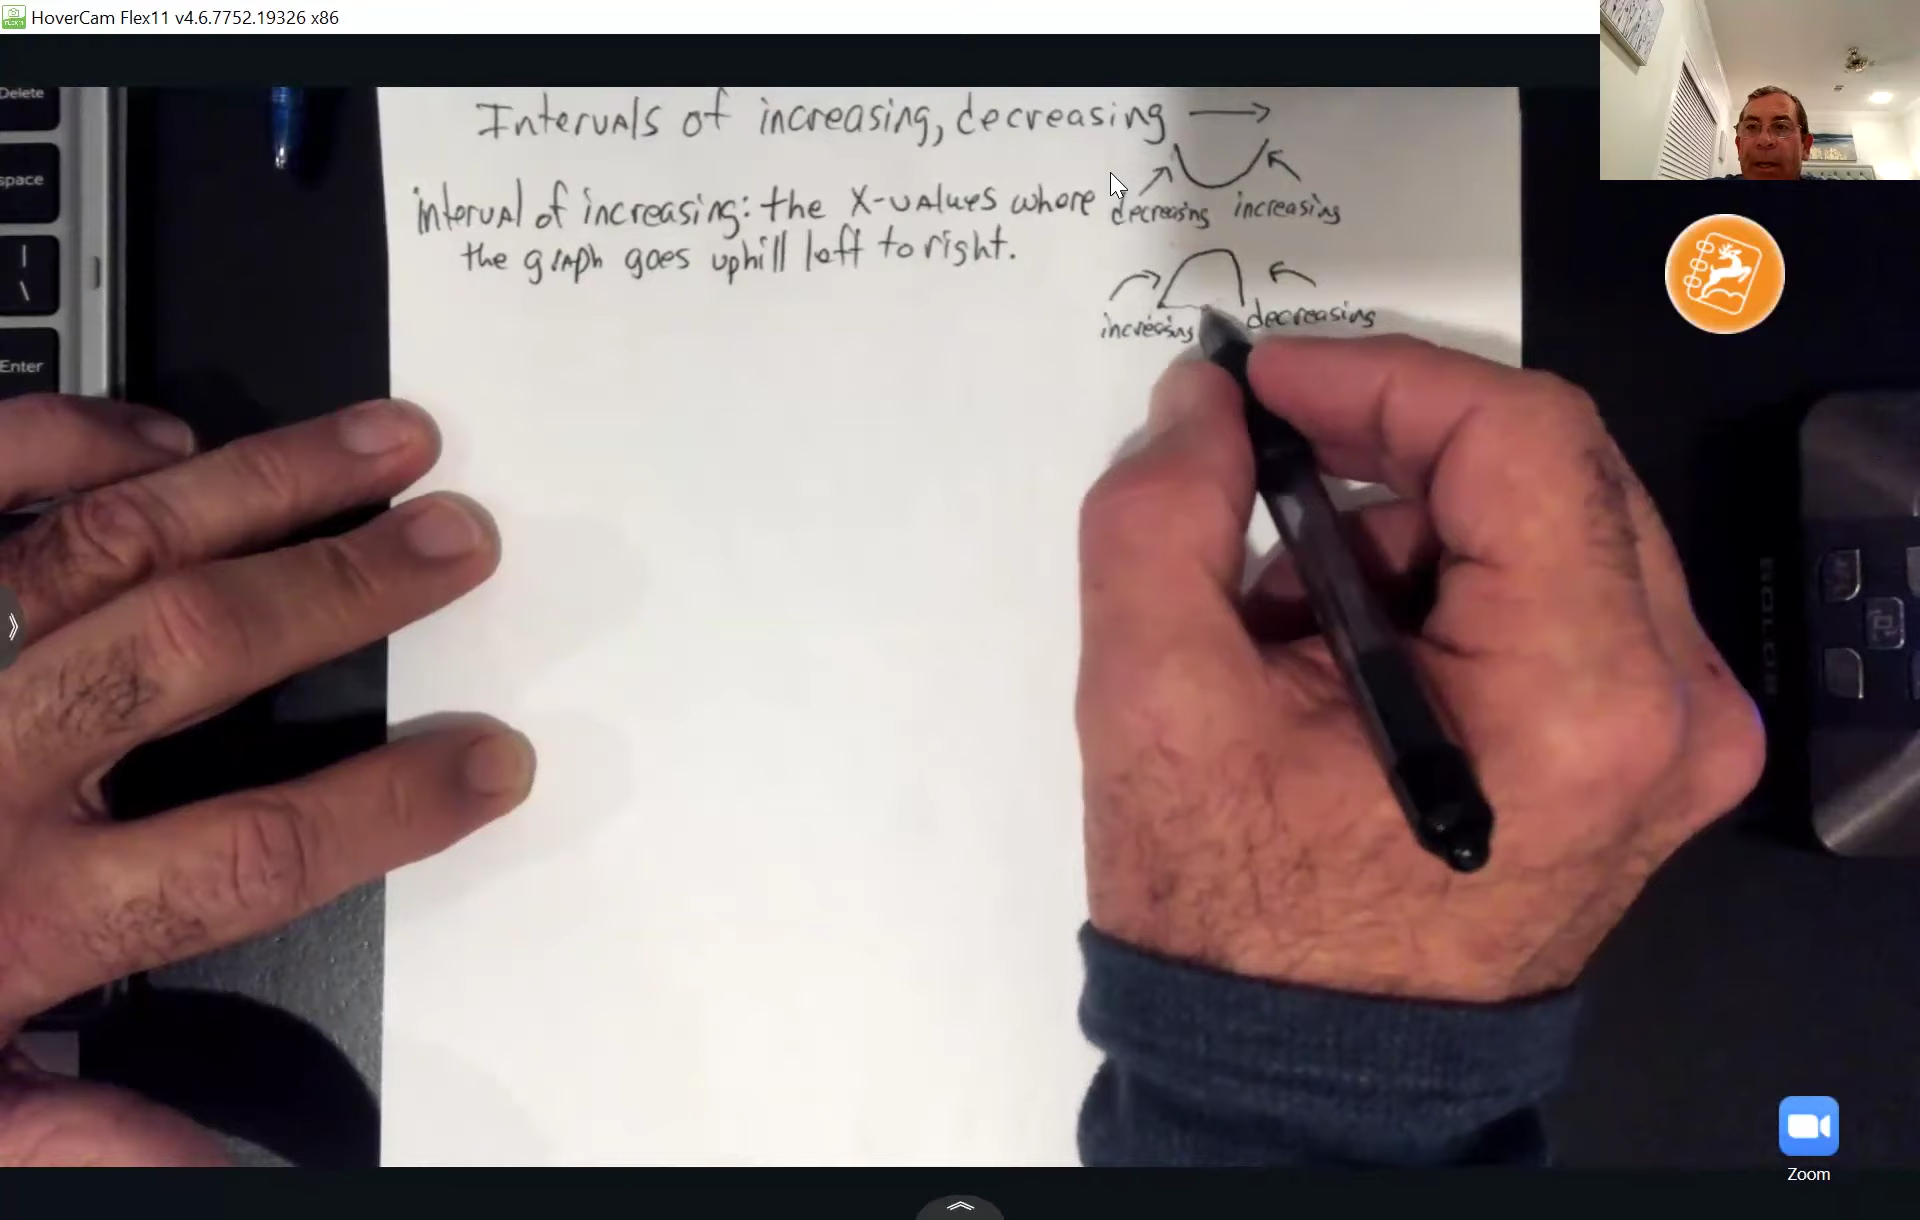 HoverCam Flex11 v4.6.7752.19326 x86
Delete
space
|
\
Enter
Intervals of increasing, decreasing →
interval of increasing: the x-values where
the graph goes uphill left to right.
decreasing increasing
increasing decreasing
Zoom